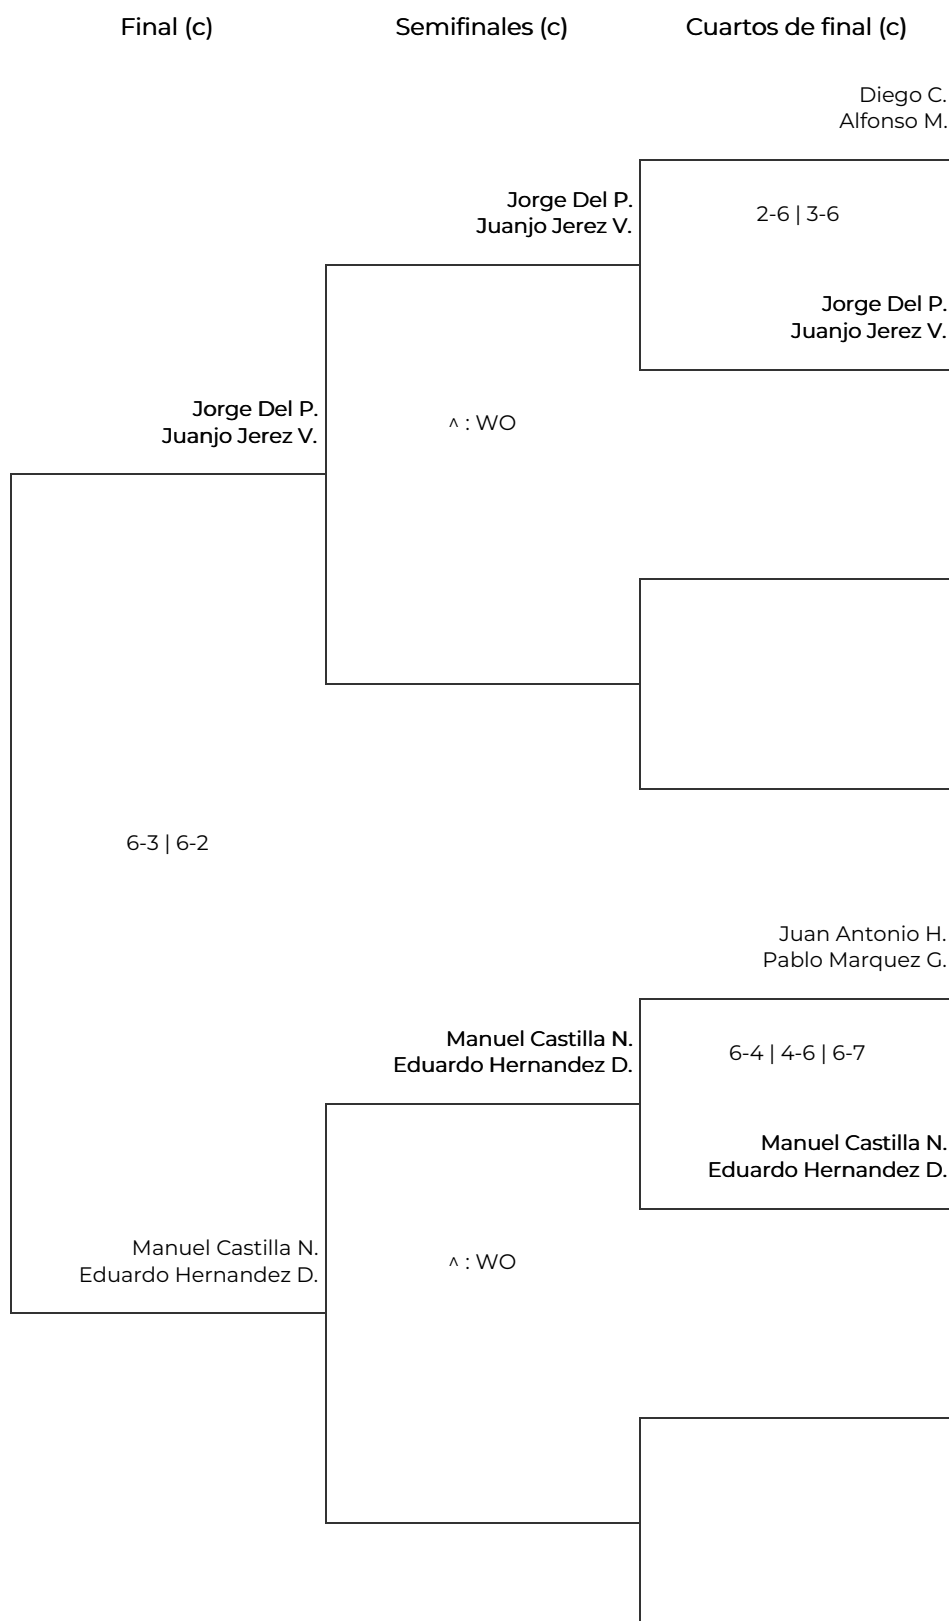 Final (c)
Semifinales (c)
Cuartos de final (c)
Diego C.
Alfonso M.
Jorge Del P.
Juanjo Jerez V.
2-6 | 3-6
Jorge Del P.
Juanjo Jerez V.
Jorge Del P.
Juanjo Jerez V.
^ : WO
6-3 | 6-2
Juan Antonio H.
Pablo Marquez G.
Manuel Castilla N.
Eduardo Hernandez D.
6-4 | 4-6 | 6-7
Manuel Castilla N.
Eduardo Hernandez D.
Manuel Castilla N.
Eduardo Hernandez D.
^ : WO